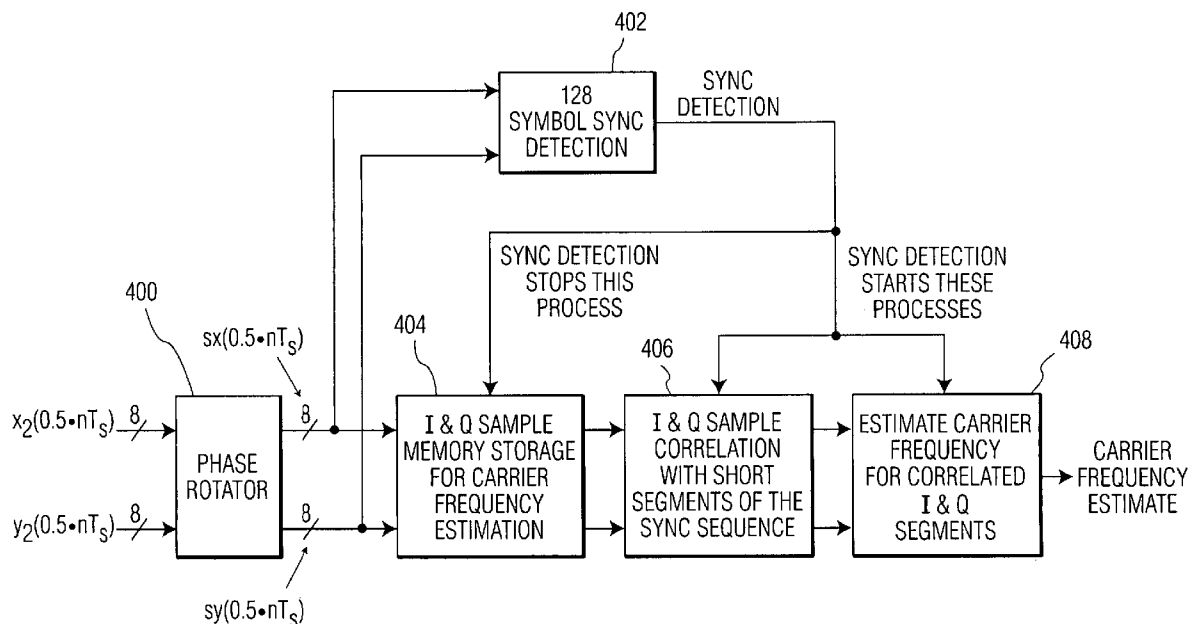 402
128
SYMBOL SYNC
DETECTION
SYNC
DETECTION
SYNC DETECTION
STOPS THIS
PROCESS
SYNC DETECTION
STARTS THESE
PROCESSES
400
sx(0.5•nTS)
404
406
408
x2(0.5•nTS)
8
8
PHASE
ROTATOR
y2(0.5•nTS)
8
8
sy(0.5•nTS)
I & Q SAMPLE
MEMORY STORAGE
FOR CARRIER
FREQUENCY
ESTIMATION
I & Q SAMPLE
CORRELATION
WITH SHORT
SEGMENTS OF THE
SYNC SEQUENCE
ESTIMATE CARRIER
FREQUENCY
FOR CORRELATED
I & Q
SEGMENTS
CARRIER
FREQUENCY
ESTIMATE